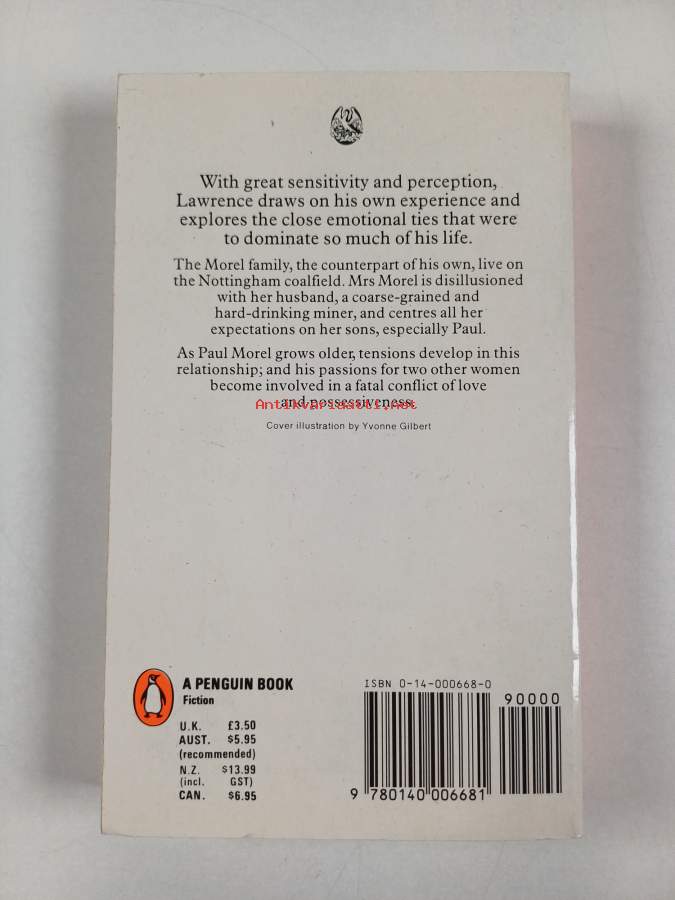 With great sensitivity and perception,
Lawrence draws on his own experience and
explores the close emotional ties that were
to dominate so much of his life.
The Morel family, the counterpart of his own, live on
the Nottingham coalfield. Mrs Morel is disillusioned
with her husband, a coarse-grained and
hard-drinking miner, and centres all her
expectations on her sons, especially Paul.
As Paul Morel grows older, tensions develop in this
relationship; and his passions for two other women
become involved in a fatal conflict of love
and possessiveness.
Antikvariaatti.net
Cover illustration by Yvonne Gilbert
A PENGUIN BOOK
Fiction
U.K. £3.50
AUST. $5.95
(recommended)
N.Z. $13.99
(incl. GST)
CAN. $6.95
ISBN 0-14-000668-0
90000
9 780140 006681